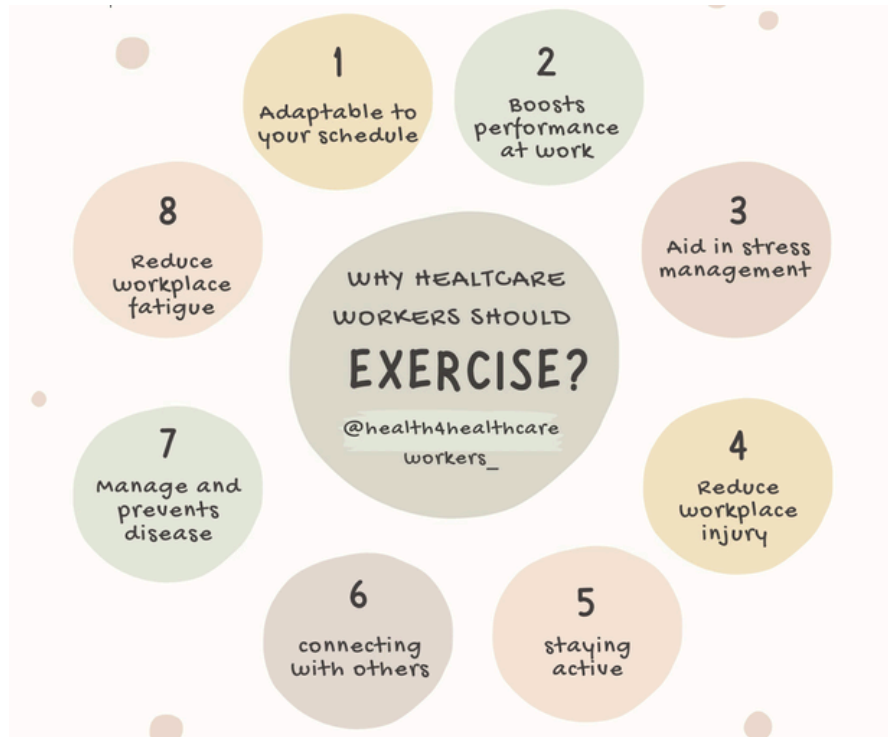 WHY HEALTCARE
WORKERS SHOULD
EXERCISE?
@health4healthcare
workers_
1
Adaptable to
your schedule
2
Boosts
performance
at work
3
Aid in stress
management
4
Reduce
workplace
injury
5
staying
active
6
connecting
with others
7
Manage and
prevents
disease
8
Reduce
workplace
fatigue